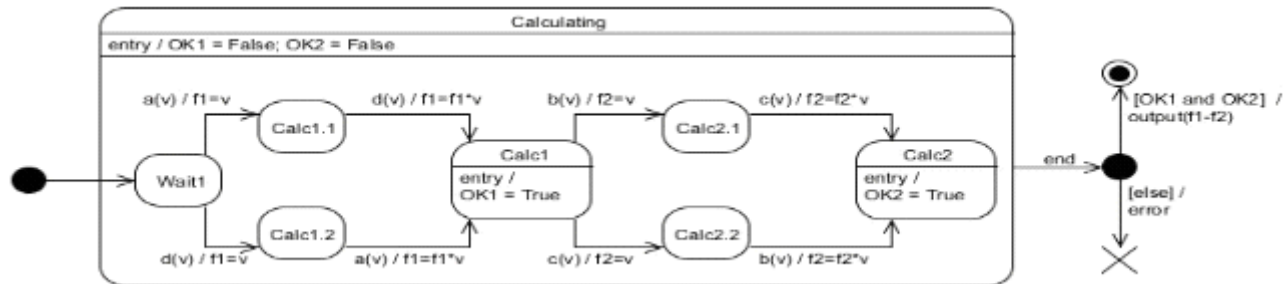 Calculating
entry / OK1 = False; OK2 = False
a(v) / f1=v
d(v) / f1=f1*v
b(v) / f2=v
c(v) / f2=f2*v
[OK1 and OK2] /
output(f1-f2)
Calc1.1
Calc2.1
Wait1
Calc1
entry /
OK1 = True
Calc2
entry /
OK2 = True
end
[else] /
error
Calc1.2
Calc2.2
d(v) / f1=v
a(v) / f1=f1*v
c(v) / f2=v
b(v) / f2=f2*v